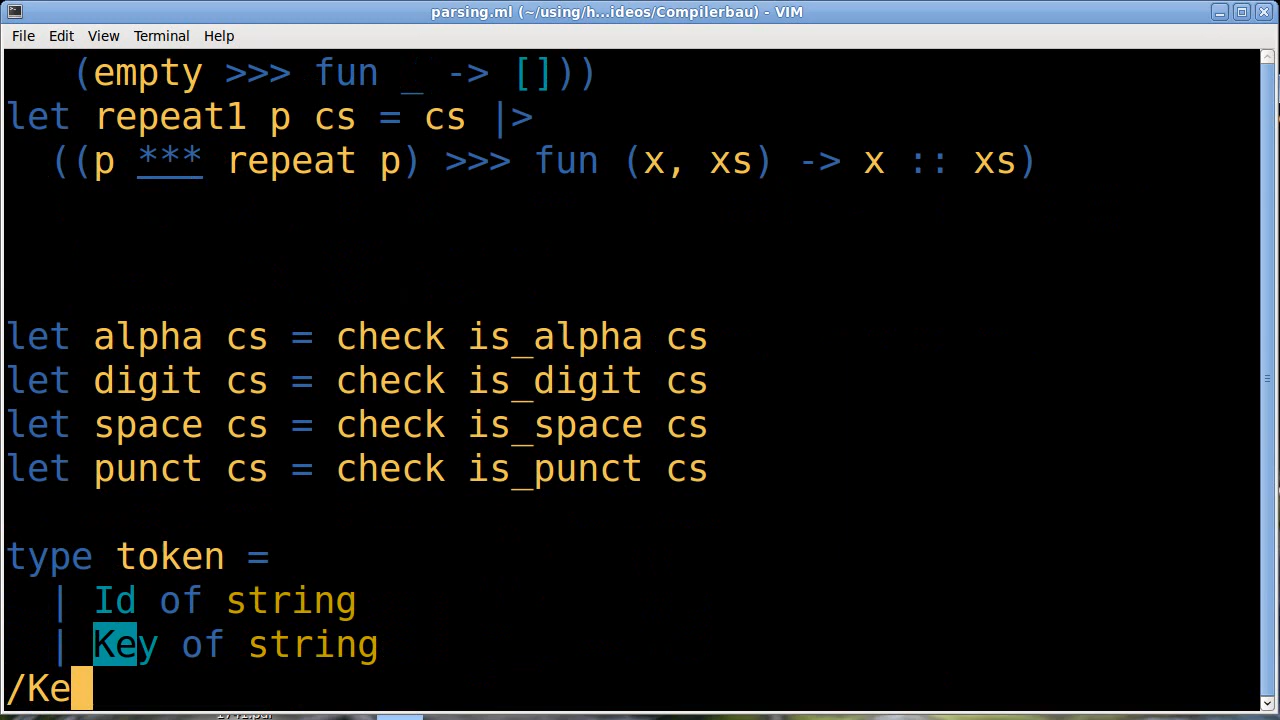 parsing.ml (~/using/h...ideos/Compilerbau) - VIM
File Edit View Terminal Help
(empty >>> fun _ -> []))
let repeat1 p cs = cs |>
((p *** repeat p) >>> fun (x, xs) -> x :: xs)
let alpha cs = check is_alpha cs
let digit cs = check is_digit cs
let space cs = check is_space cs
let punct cs = check is_punct cs
type token =
| Id of string
| Key of string
/Ke